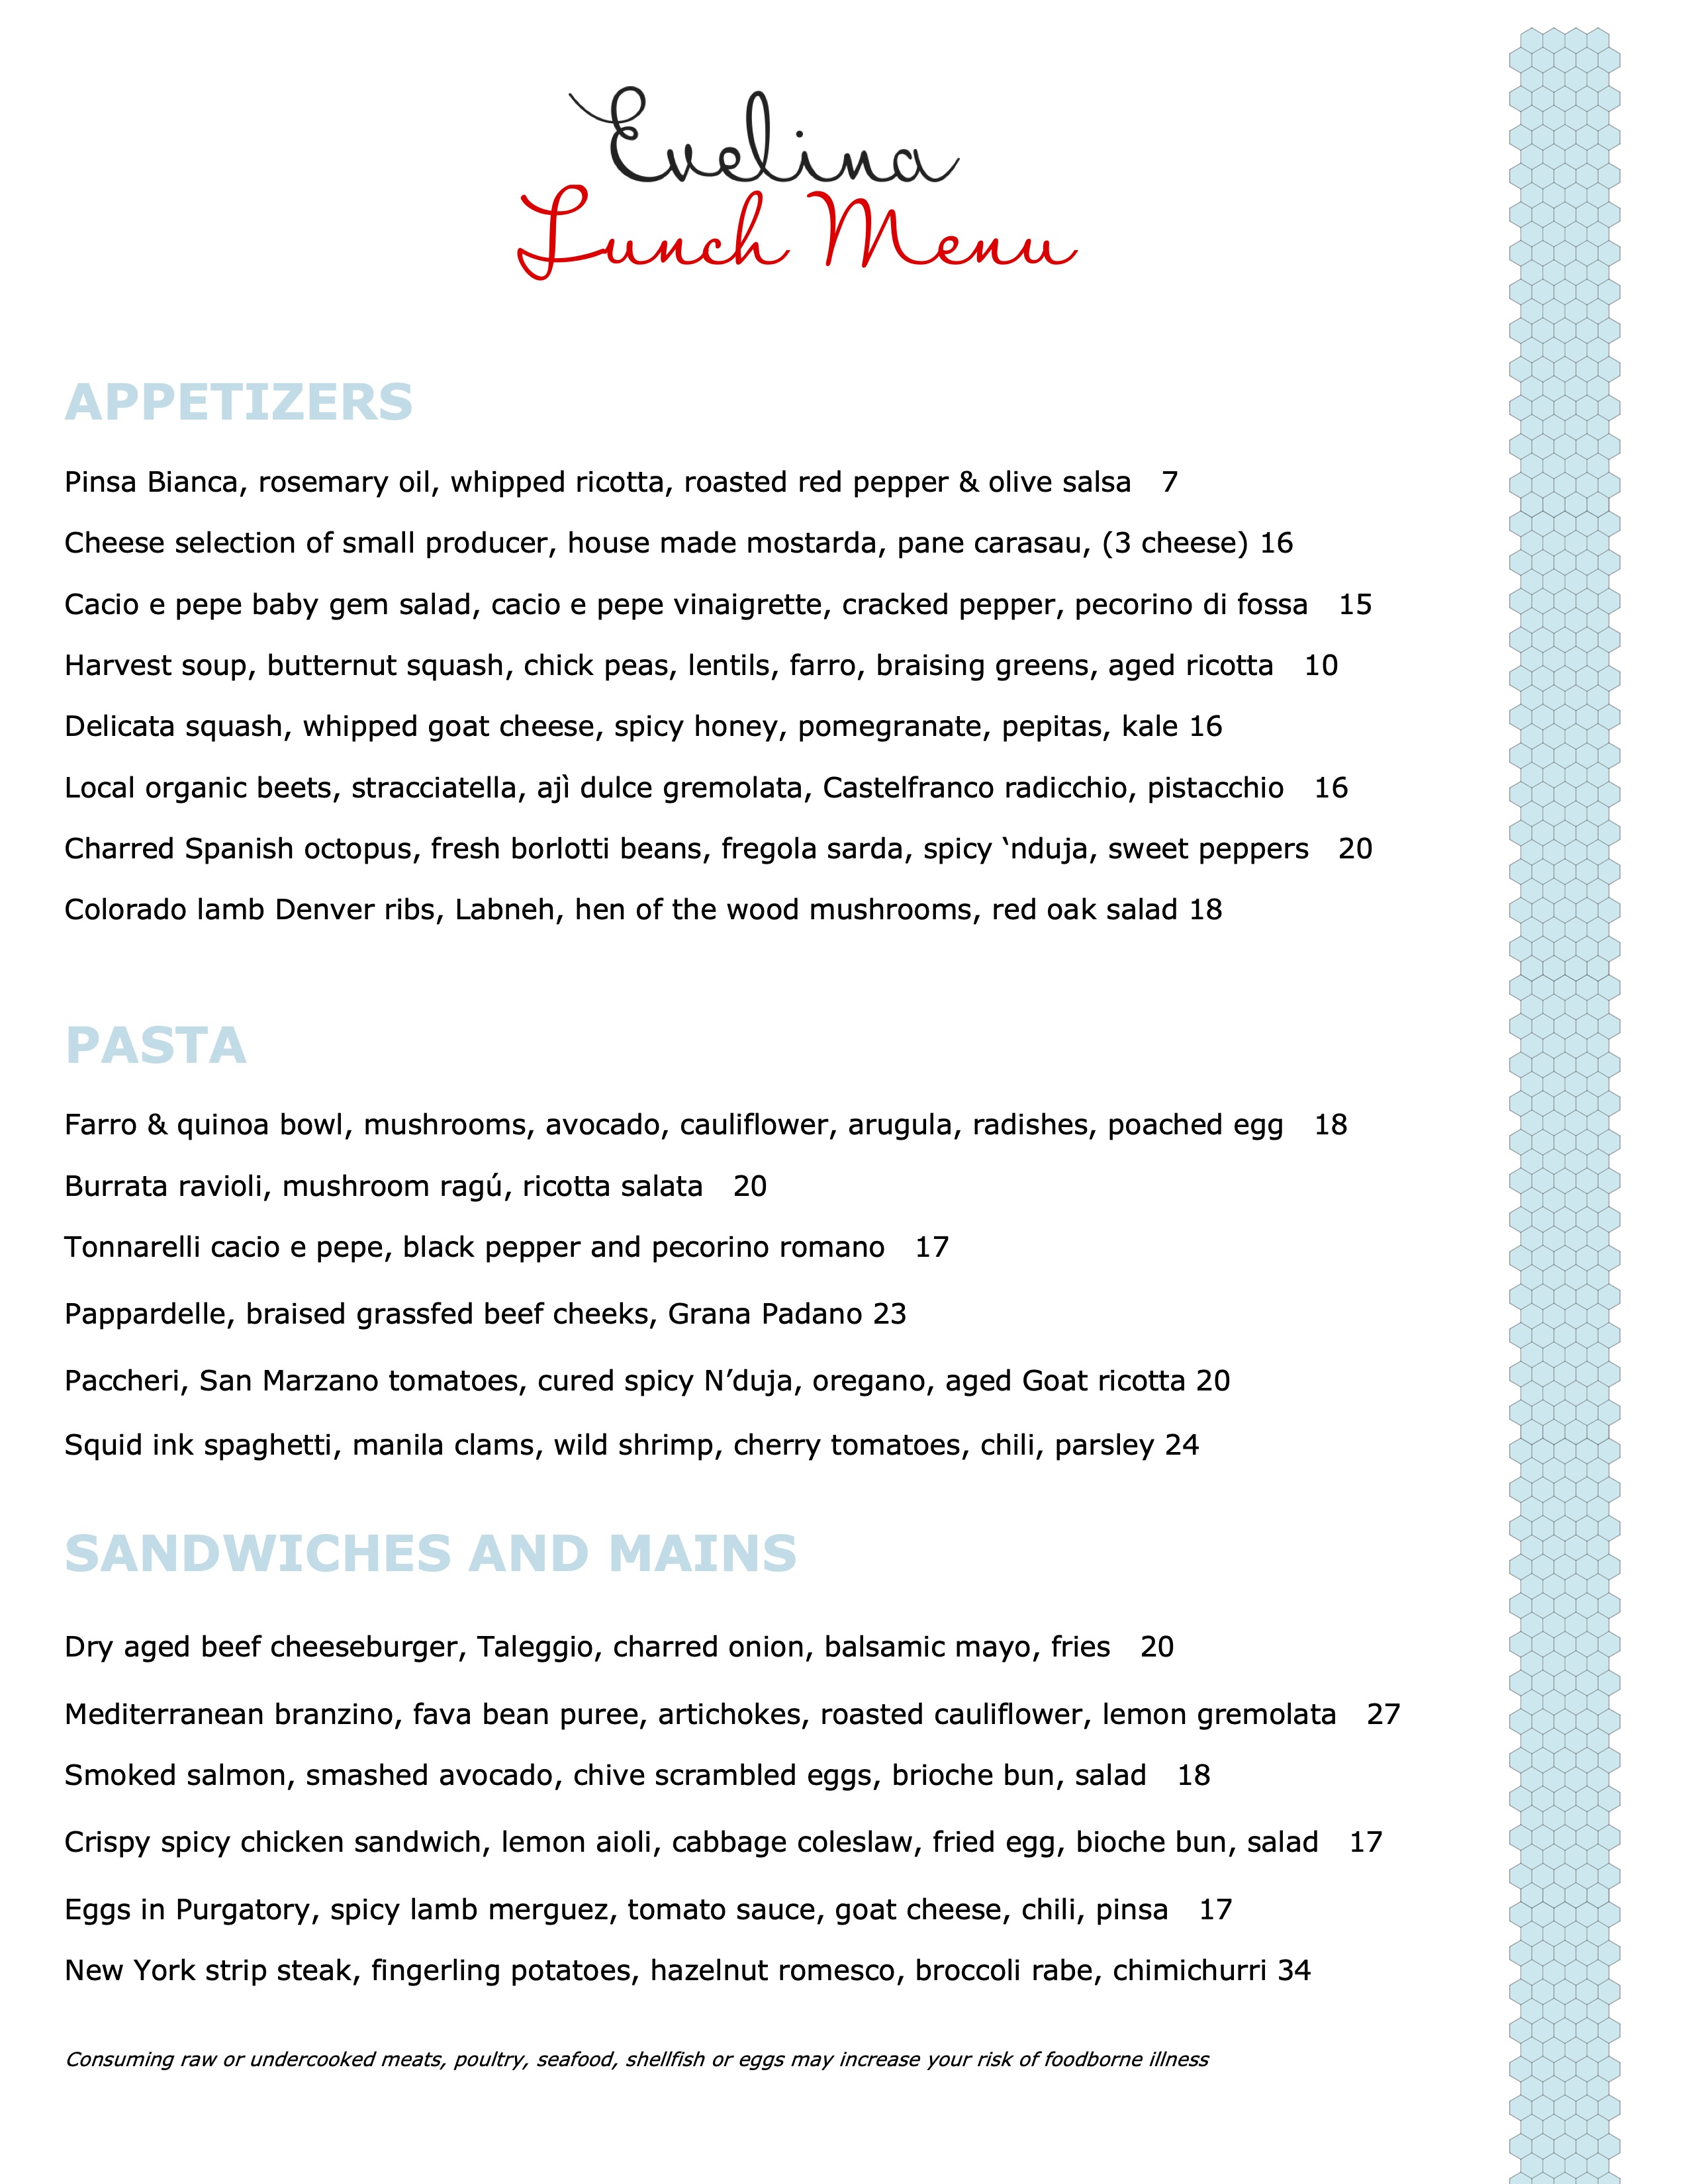 Evelina
Lunch Menu
APPETIZERS
Pinsa Bianca, rosemary oil, whipped ricotta, roasted red pepper & olive salsa 7
Cheese selection of small producer, house made mostarda, pane carasau, (3 cheese) 16
Cacio e pepe baby gem salad, cacio e pepe vinaigrette, cracked pepper, pecorino di fossa 15
Harvest soup, butternut squash, chick peas, lentils, farro, braising greens, aged ricotta 10
Delicata squash, whipped goat cheese, spicy honey, pomegranate, pepitas, kale 16
Local organic beets, stracciatella, ajì dulce gremolata, Castelfranco radicchio, pistacchio 16
Charred Spanish octopus, fresh borlotti beans, fregola sarda, spicy ‘nduja, sweet peppers 20
Colorado lamb Denver ribs, Labneh, hen of the wood mushrooms, red oak salad 18
PASTA
Farro & quinoa bowl, mushrooms, avocado, cauliflower, arugula, radishes, poached egg 18
Burrata ravioli, mushroom ragú, ricotta salata 20
Tonnarelli cacio e pepe, black pepper and pecorino romano 17
Pappardelle, braised grassfed beef cheeks, Grana Padano 23
Paccheri, San Marzano tomatoes, cured spicy N’duja, oregano, aged Goat ricotta 20
Squid ink spaghetti, manila clams, wild shrimp, cherry tomatoes, chili, parsley 24
SANDWICHES AND MAINS
Dry aged beef cheeseburger, Taleggio, charred onion, balsamic mayo, fries 20
Mediterranean branzino, fava bean puree, artichokes, roasted cauliflower, lemon gremolata 27
Smoked salmon, smashed avocado, chive scrambled eggs, brioche bun, salad 18
Crispy spicy chicken sandwich, lemon aioli, cabbage coleslaw, fried egg, bioche bun, salad 17
Eggs in Purgatory, spicy lamb merguez, tomato sauce, goat cheese, chili, pinsa 17
New York strip steak, fingerling potatoes, hazelnut romesco, broccoli rabe, chimichurri 34
Consuming raw or undercooked meats, poultry, seafood, shellfish or eggs may increase your risk of foodborne illness